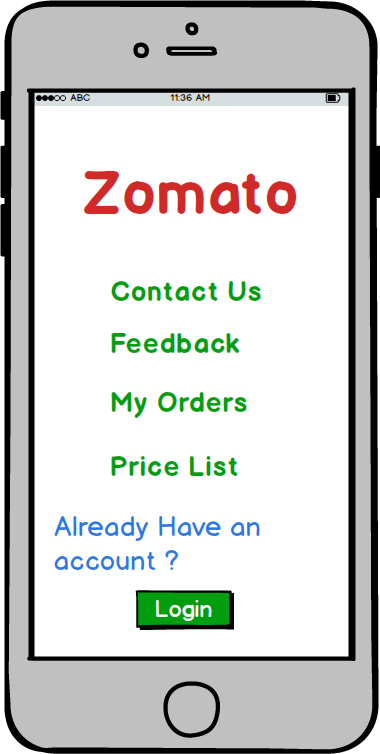 ABC 11:36 AM
Zomato
Contact Us
Feedback
My Orders
Price List
Already Have an
account ?
Login